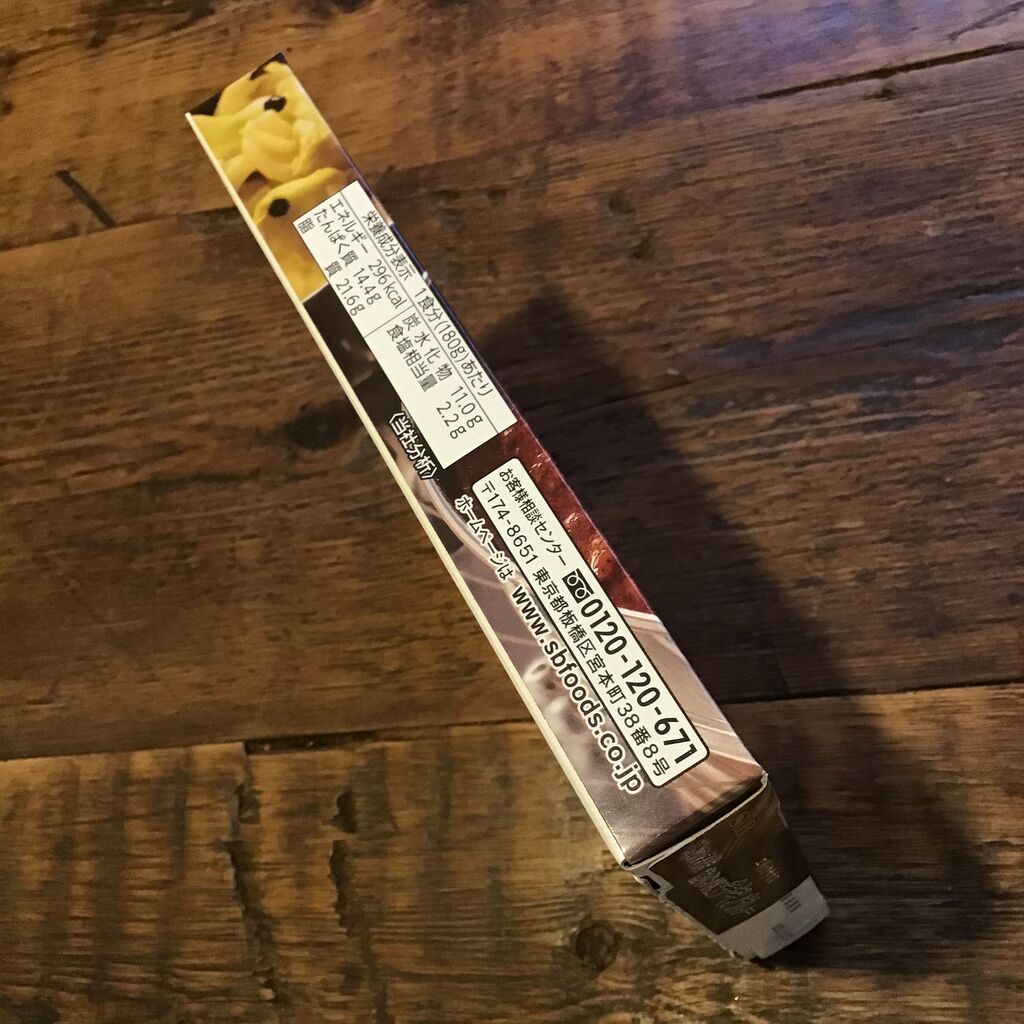 栄養成分表示 1食分(180g)あたり
エネルギー 296kcal 炭水化物 11.0g
たんぱく質 14.4g 食塩相当量 2.2g
脂質 21.6g
〈当社分析〉
お客様相談センター 0120-120-671
〒174-8651 東京都板橋区宮本町38番8号
ホームページは www.sbfoods.co.jp